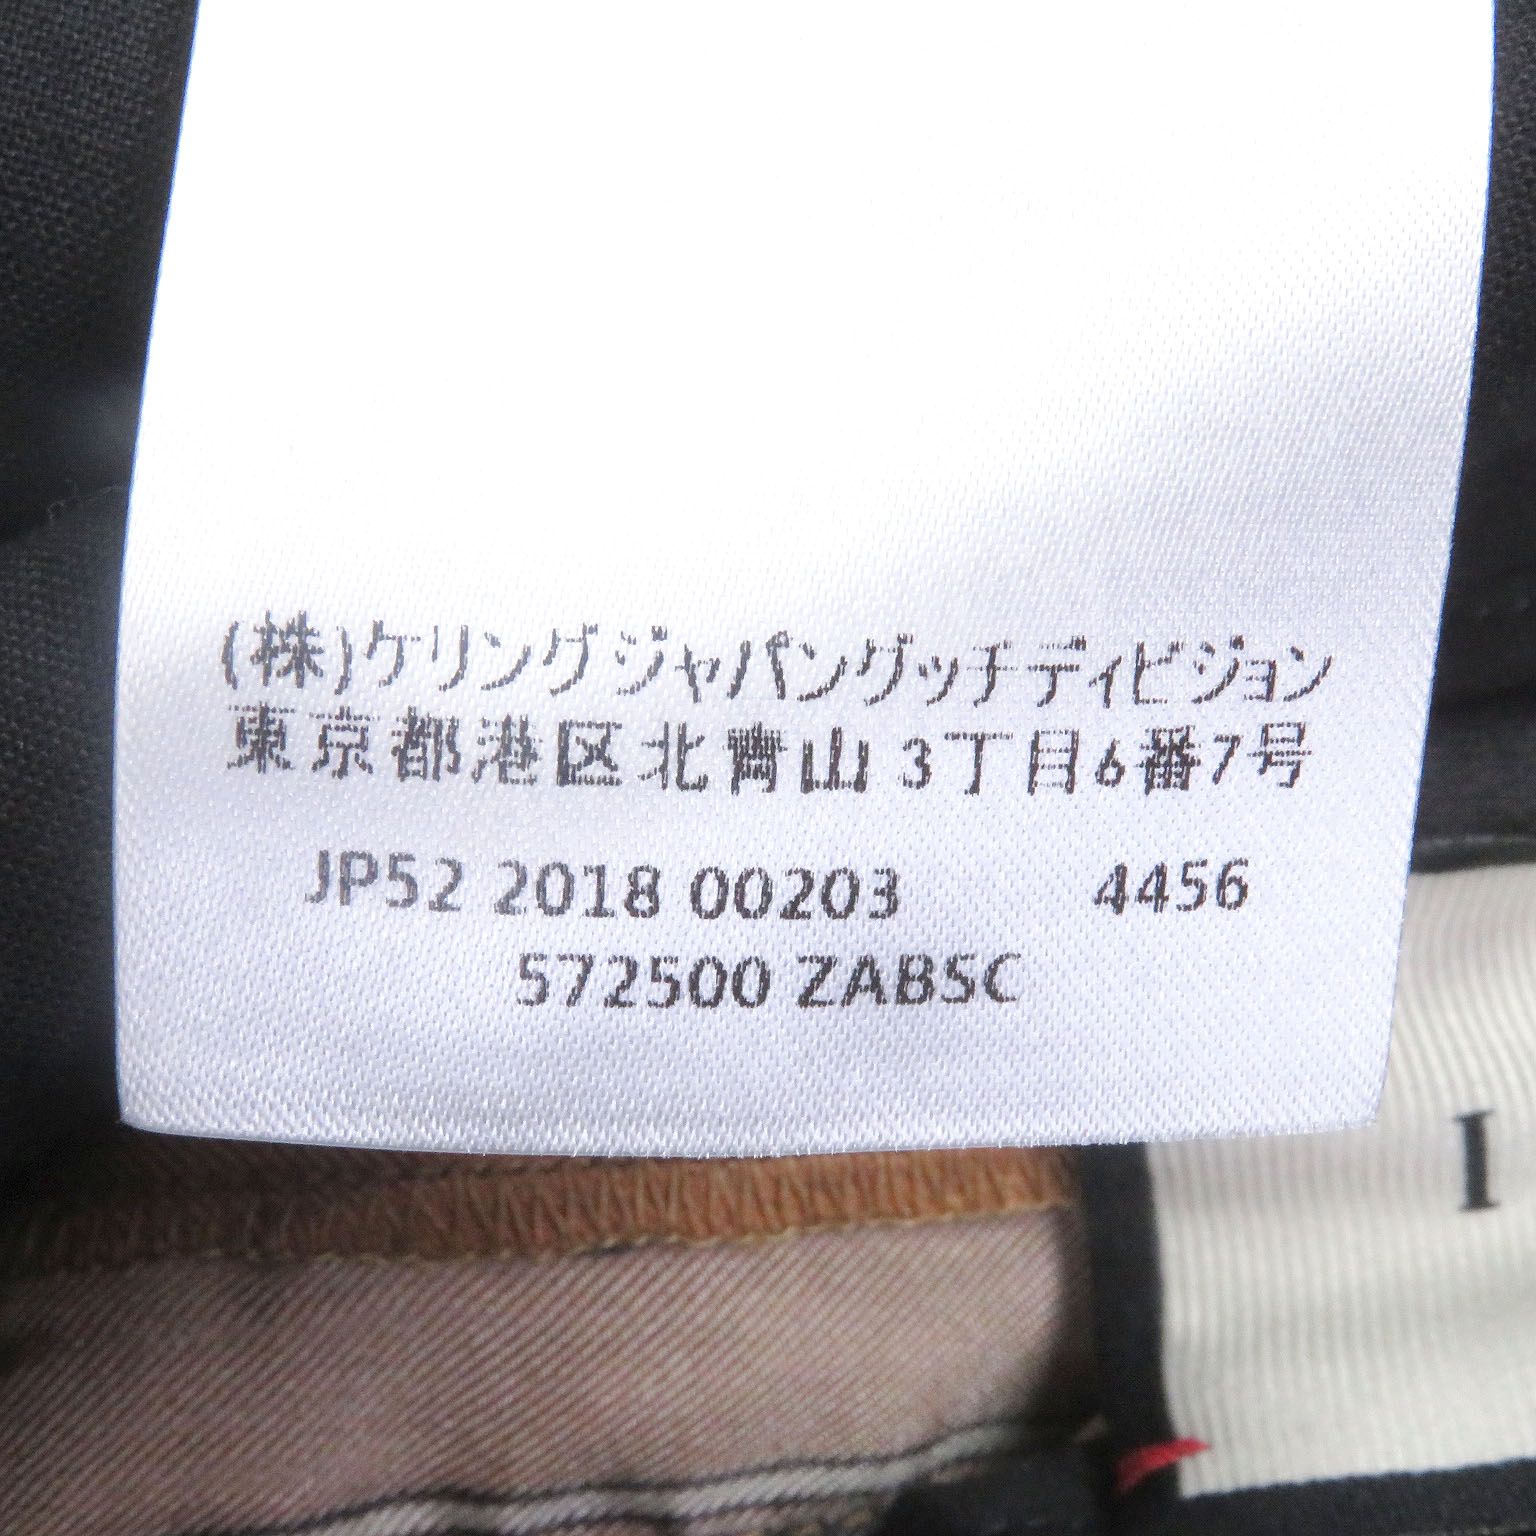 (株)ケリングジャパングッチディビジョン
東京都港区北青山3丁目6番7号
JP52 2018 00203 4456
572500 ZABSC
I